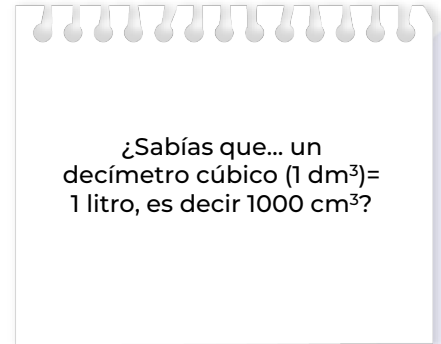 ¿Sabías que... un
decímetro cúbico (1 dm³)=
1 litro, es decir 1000 cm³?